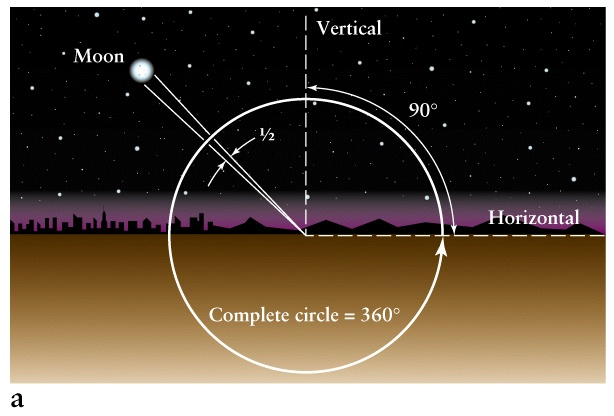 Vertical
Moon
90°
½
Horizontal
Complete circle = 360°
a